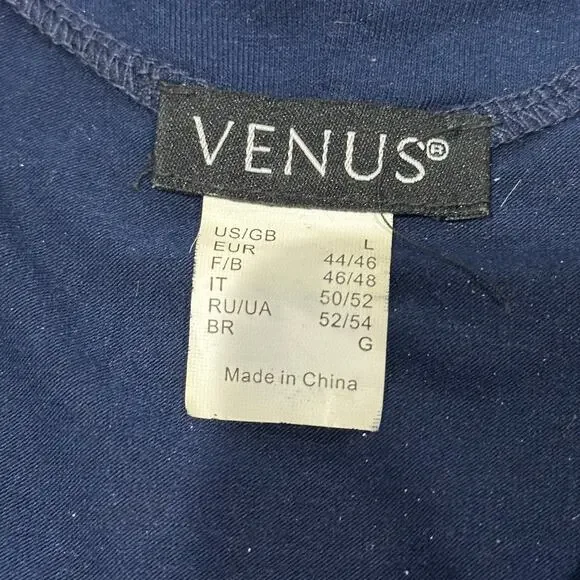 VENUS®
US/GB L
EUR 44/46
F/B 46/48
IT 50/52
RU/UA 52/54
BR G
Made in China